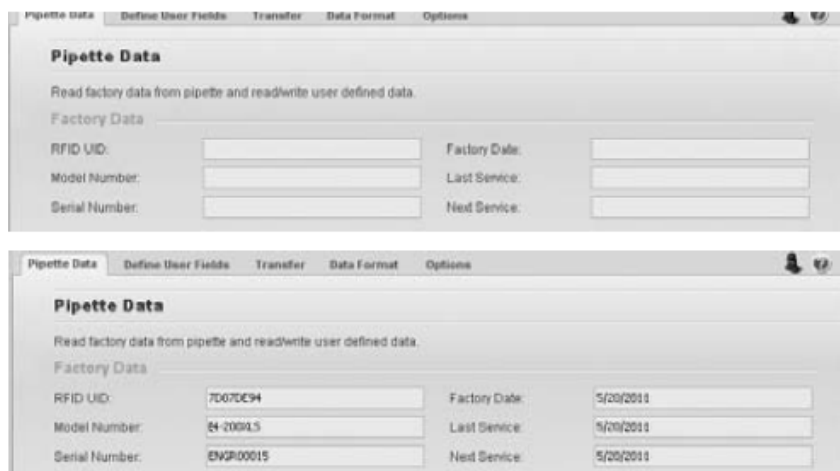 Pipette Data Define User Fields Transfer Data Format Options
Pipette Data
Read factory data from pipette and read/write user defined data.
Factory Data
RFID UID: Factory Date:
Model Number: Last Service:
Serial Number: Next Service:
Pipette Data Define User Fields Transfer Data Format Options
Pipette Data
Read factory data from pipette and read/write user defined data.
Factory Data
RFID UID: 7D07DE94 Factory Date: 5/20/2011
Model Number: Last Service: 5/20/2011
Serial Number: ENGR00015 Next Service: 5/20/2011